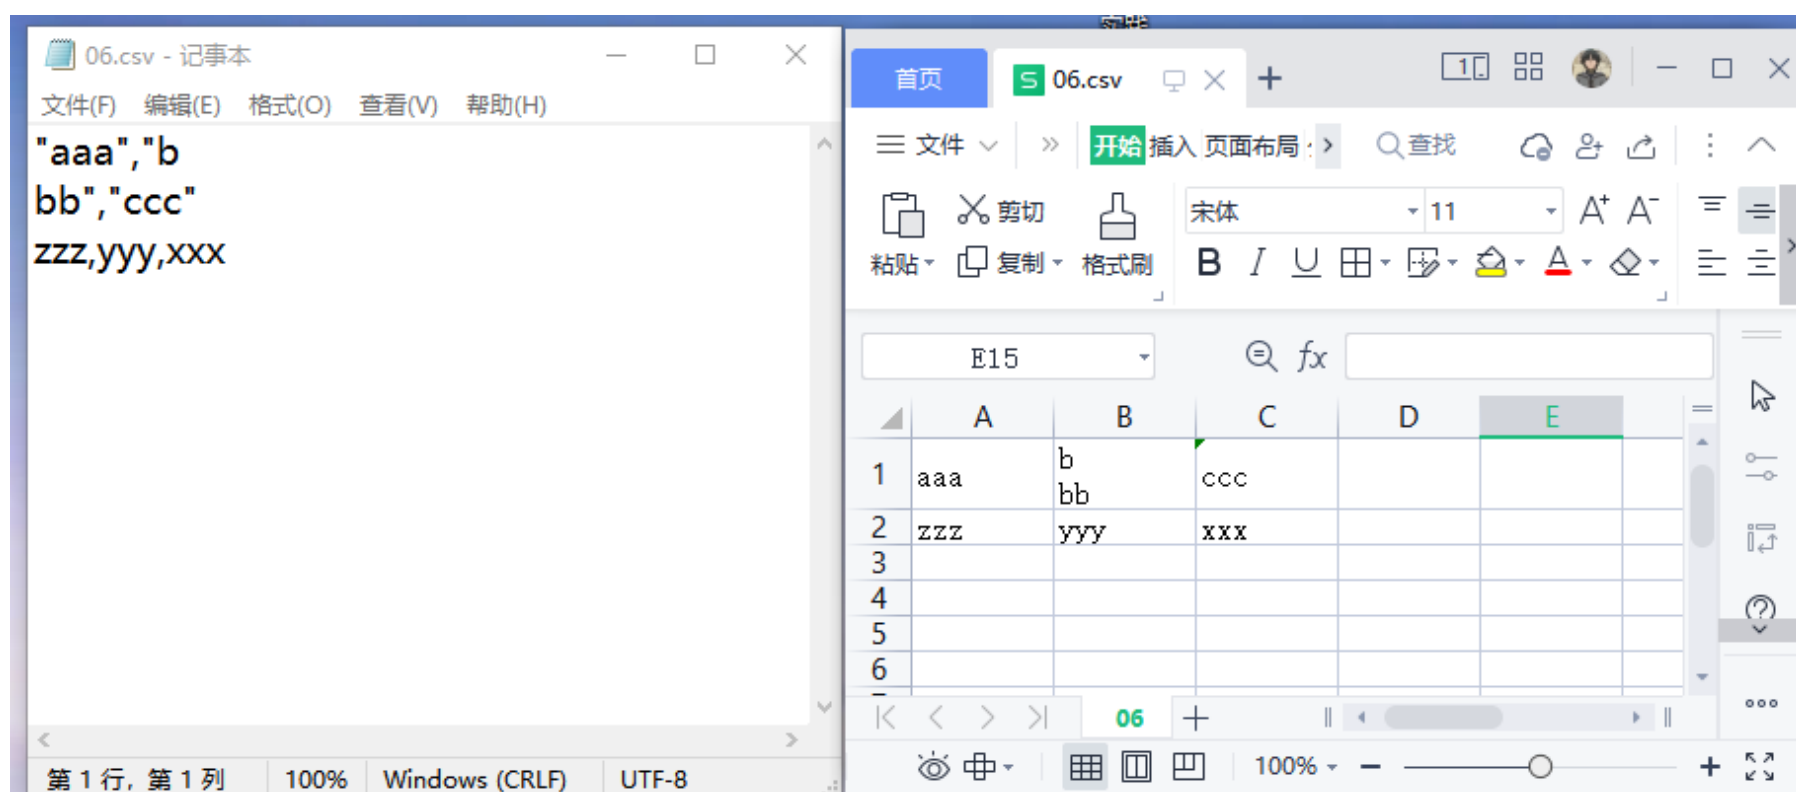 实践
06.csv - 记事本
文件(F) 编辑(E) 格式(O) 查看(V) 帮助(H)
"aaa","b
bb","ccc"
zzz,yyy,xxx
第 1 行, 第 1 列 100% Windows (CRLF) UTF-8
首页 S 06.csv 1
文件 开始 插入 页面布局 查找
剪切 宋体 11 A+ A-
粘贴 复制 格式刷 B I U A
E15 fx
A B C D E
1 aaa b
bb ccc
2 zzz yyy xxx
3
4
5
6
06
100%